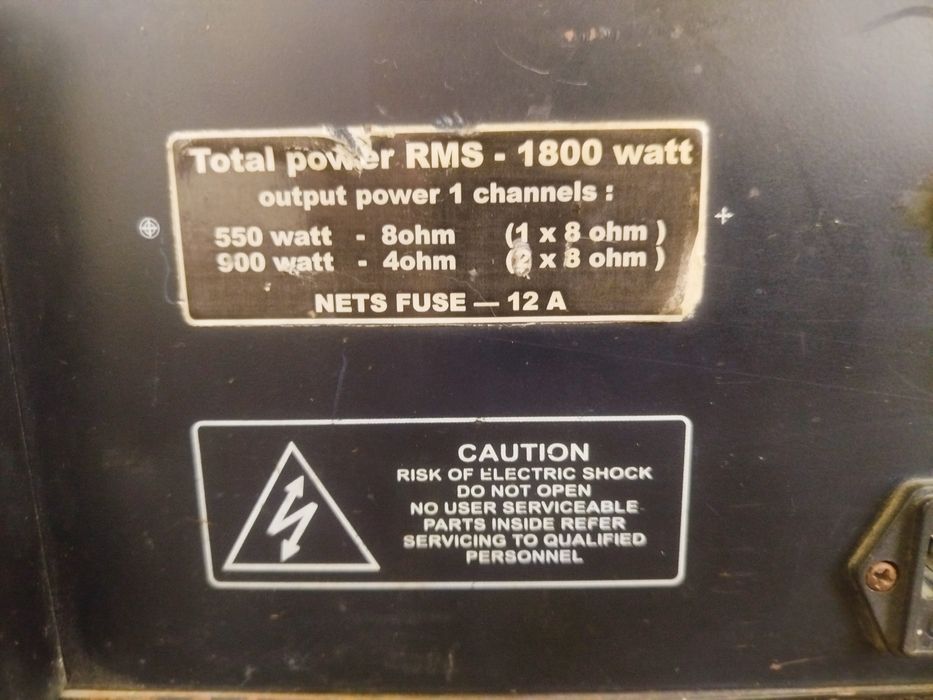 Total power RMS - 1800 watt
output power 1 channels :
550 watt - 8ohm (1 x 8 ohm )
900 watt - 4ohm (2 x 8 ohm )
NETS FUSE — 12 A
CAUTION
RISK OF ELECTRIC SHOCK
DO NOT OPEN
NO USER SERVICEABLE
PARTS INSIDE REFER
SERVICING TO QUALIFIED
PERSONNEL